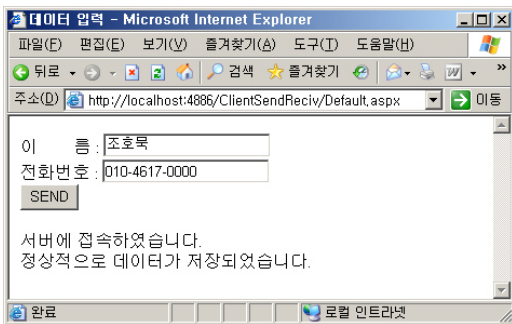 데이터 입력 - Microsoft Internet Explorer
파일(F) 편집(E) 보기(V) 즐겨찾기(A) 도구(T) 도움말(H)
뒤로 검색 즐겨찾기 »
주소(D) http://localhost:4886/ClientSendReciv/Default.aspx 이동
이 름 : 조호묵
전화번호 : 010-4617-0000
SEND
서버에 접속하였습니다.
정상적으로 데이터가 저장되었습니다.
완료 로컬 인트라넷